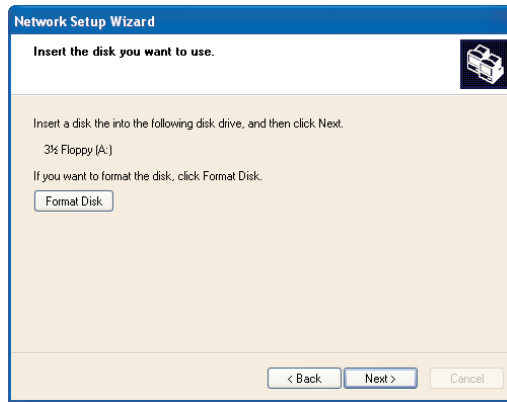 Network Setup Wizard
Insert the disk you want to use.
Insert a disk the into the following disk drive, and then click Next.
3½ Floppy (A:)
If you want to format the disk, click Format Disk.
Format Disk
< Back Next > Cancel